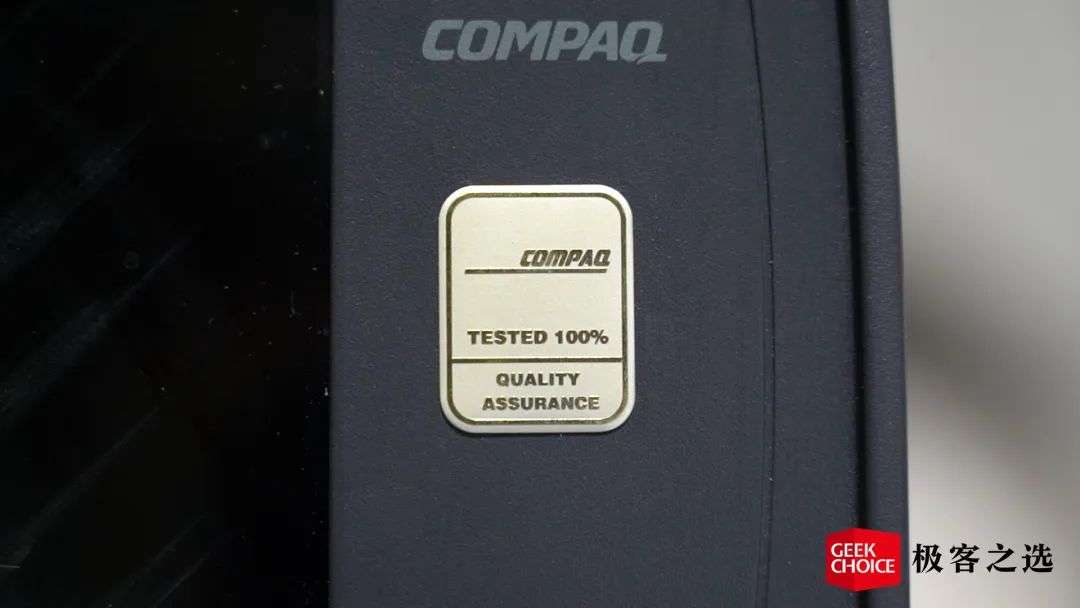 COMPAQ
COMPAQ
TESTED 100%
QUALITY
ASSURANCE
GEEK
CHOICE
极客之选